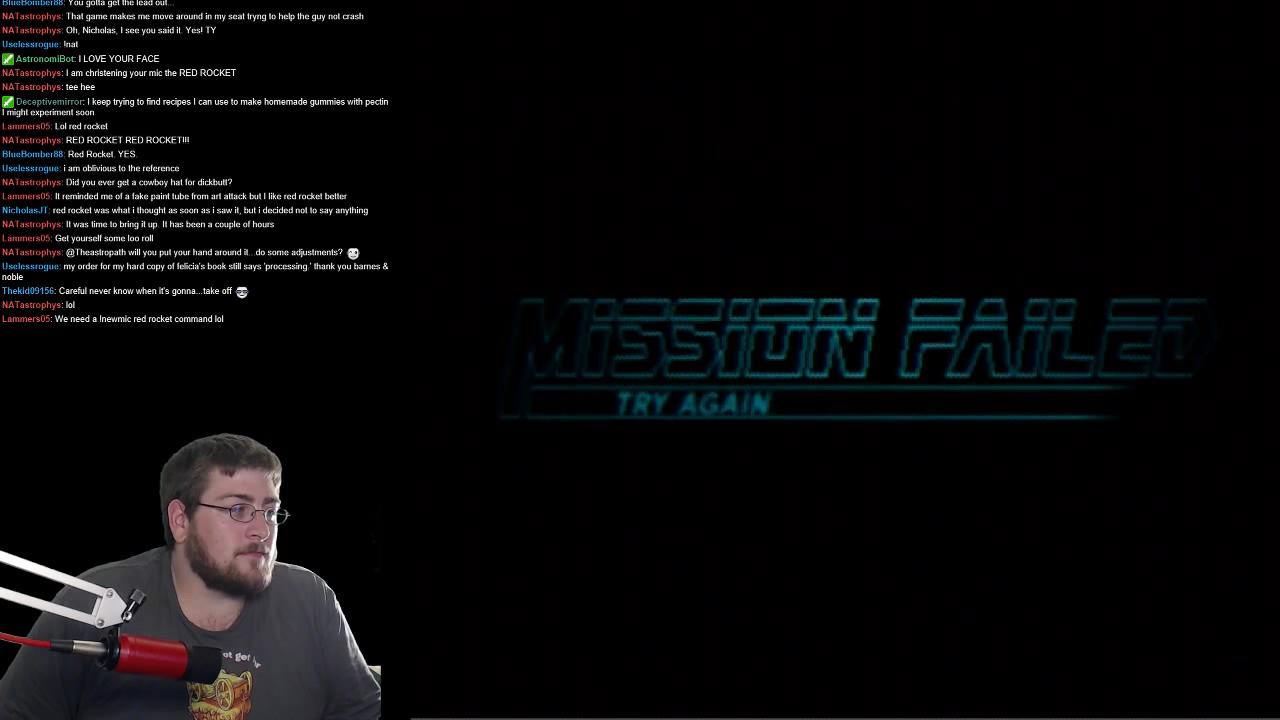 BlueBomber88: You gotta get the lead out...
NATastrophys: That game makes me move around in my seat tryng to help the guy not crash
NATastrophys: Oh, Nicholas, I see you said it. Yes! TY
Uselessrogue: !nat
AstronomiBot: I LOVE YOUR FACE
NATastrophys: I am christening your mic the RED ROCKET
NATastrophys: tee hee
Deceptivemirror: I keep trying to find recipes I can use to make homemade gummies with pectin
I might experiment soon
Lammers05: Lol red rocket
NATastrophys: RED ROCKET RED ROCKET!!!
BlueBomber88: Red Rocket. YES.
Uselessrogue: i am oblivious to the reference
NATastrophys: Did you ever get a cowboy hat for dickbutt?
Lammers05: It reminded me of a fake paint tube from art attack but I like red rocket better
NicholasJT: red rocket was what i thought as soon as i saw it, but i decided not to say anything
NATastrophys: It was time to bring it up. It has been a couple of hours
Lammers05: Get yourself some loo roll
NATastrophys: @Theastropath will you put your hand around it...do some adjustments?
Uselessrogue: my order for my hard copy of felicia's book still says 'processing.' thank you barnes &
noble
Thekid09156: Careful never know when it's gonna...take off
NATastrophys: lol
Lammers05: We need a !newmic red rocket command lol
MISSION FAILED
TRY AGAIN
ot get